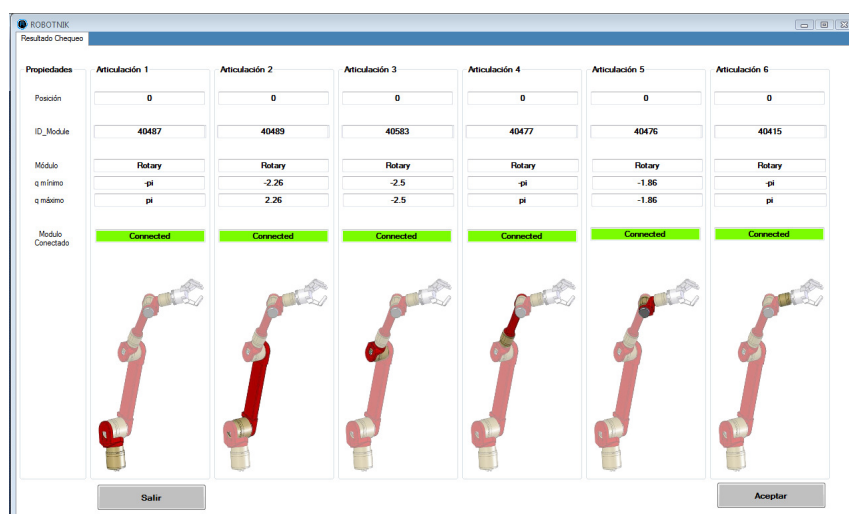 ROBOTNIK
Resultado Chequeo
Propiedades Articulación 1 Articulación 2 Articulación 3 Articulación 4 Articulación 5 Articulación 6
Posición 0 0 0 0 0 0
ID_Module 40487 40489 40583 40477 40476 40415
Módulo Rotary Rotary Rotary Rotary Rotary Rotary
q mínimo -pi -2.26 -2.5 -pi -1.86 -pi
q máximo pi 2.26 -2.5 pi -1.86 pi
Modulo Conectado Connected Connected Connected Connected Connected Connected
Salir Aceptar